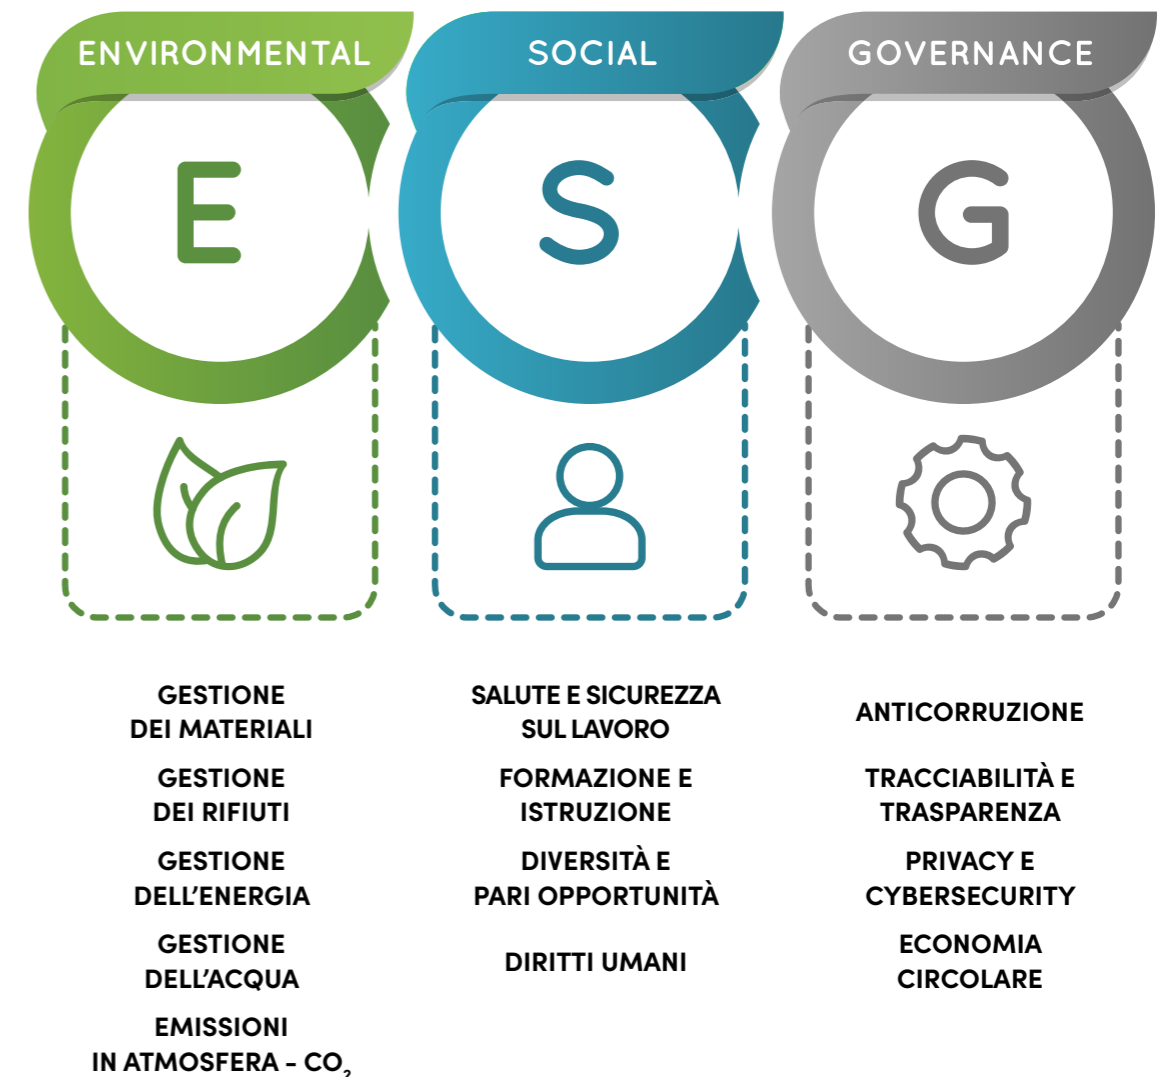 ENVIRONMENTAL
SOCIAL
GOVERNANCE
E
S
G
GESTIONE
DEI MATERIALI
GESTIONE
DEI RIFIUTI
GESTIONE
DELL'ENERGIA
GESTIONE
DELL'ACQUA
EMISSIONI
IN ATMOSFERA - CO₂
SALUTE E SICUREZZA
SUL LAVORO
FORMAZIONE E
ISTRUZIONE
DIVERSITÀ E
PARI OPPORTUNITÀ
DIRITTI UMANI
ANTICORRUZIONE
TRACCIABILITÀ E
TRASPARENZA
PRIVACY E
CYBERSECURITY
ECONOMIA
CIRCOLARE